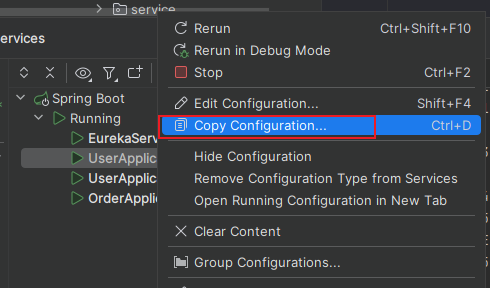 service
ervices
Spring Boot
Running
EurekaServ
UserApplic
UserApplic
OrderApplic
Rerun Ctrl+Shift+F10
Rerun in Debug Mode
Stop Ctrl+F2
Edit Configuration... Shift+F4
Copy Configuration... Ctrl+D
Hide Configuration
Remove Configuration Type from Services
Open Running Configuration in New Tab
Clear Content
Group Configurations...